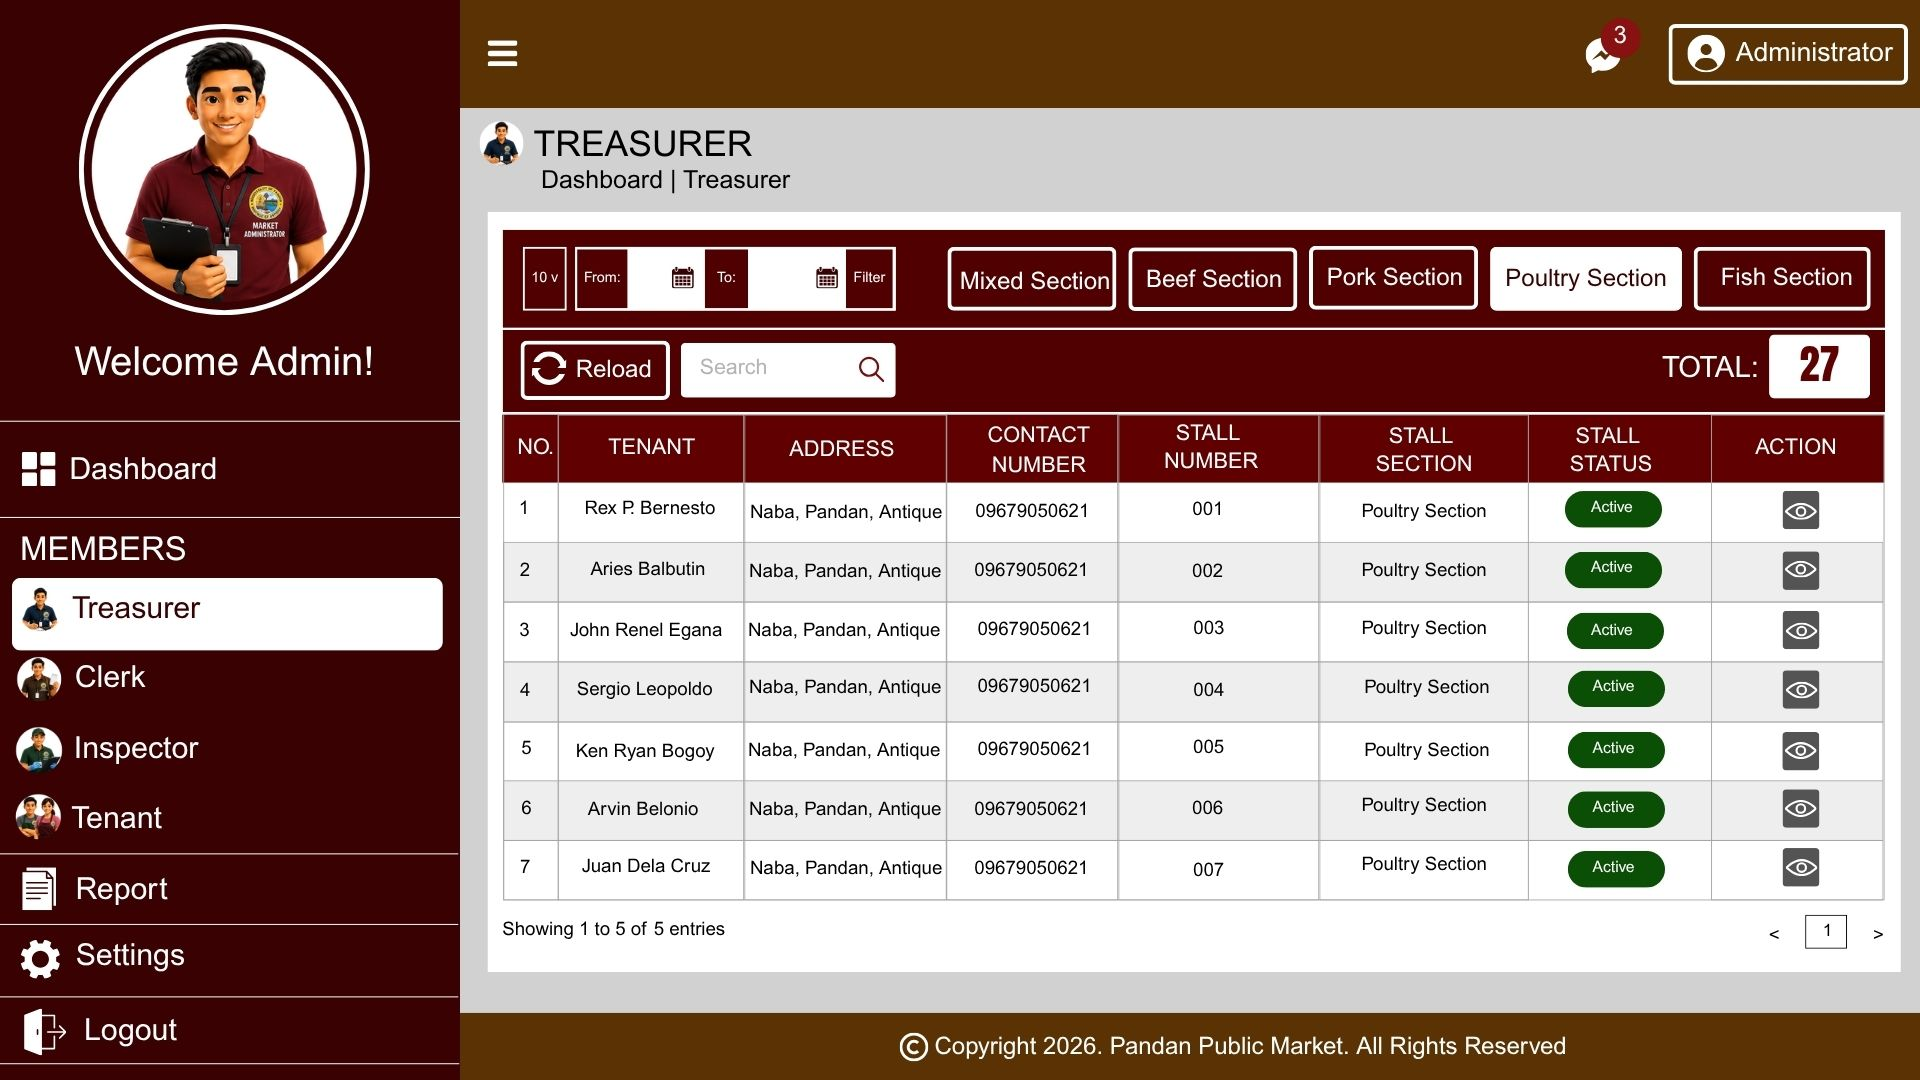 MARKET
ADMINISTRATOR
Welcome Admin!
Dashboard
MEMBERS
Treasurer
Clerk
Inspector
Tenant
Report
Settings
Logout
3
Administrator
TREASURER
Dashboard | Treasurer
10 v From: To: Filter Mixed Section Beef Section Pork Section Poultry Section Fish Section
Reload Search TOTAL: 27
NO. TENANT ADDRESS CONTACT NUMBER STALL NUMBER STALL SECTION STALL STATUS ACTION
1 Rex P. Bernesto Naba, Pandan, Antique 09679050621 001 Poultry Section Active
2 Aries Balbutin Naba, Pandan, Antique 09679050621 002 Poultry Section Active
3 John Renel Egana Naba, Pandan, Antique 09679050621 003 Poultry Section Active
4 Sergio Leopoldo Naba, Pandan, Antique 09679050621 004 Poultry Section Active
5 Ken Ryan Bogoy Naba, Pandan, Antique 09679050621 005 Poultry Section Active
6 Arvin Belonio Naba, Pandan, Antique 09679050621 006 Poultry Section Active
7 Juan Dela Cruz Naba, Pandan, Antique 09679050621 007 Poultry Section Active
Showing 1 to 5 of 5 entries
< 1 >
© Copyright 2026. Pandan Public Market. All Rights Reserved